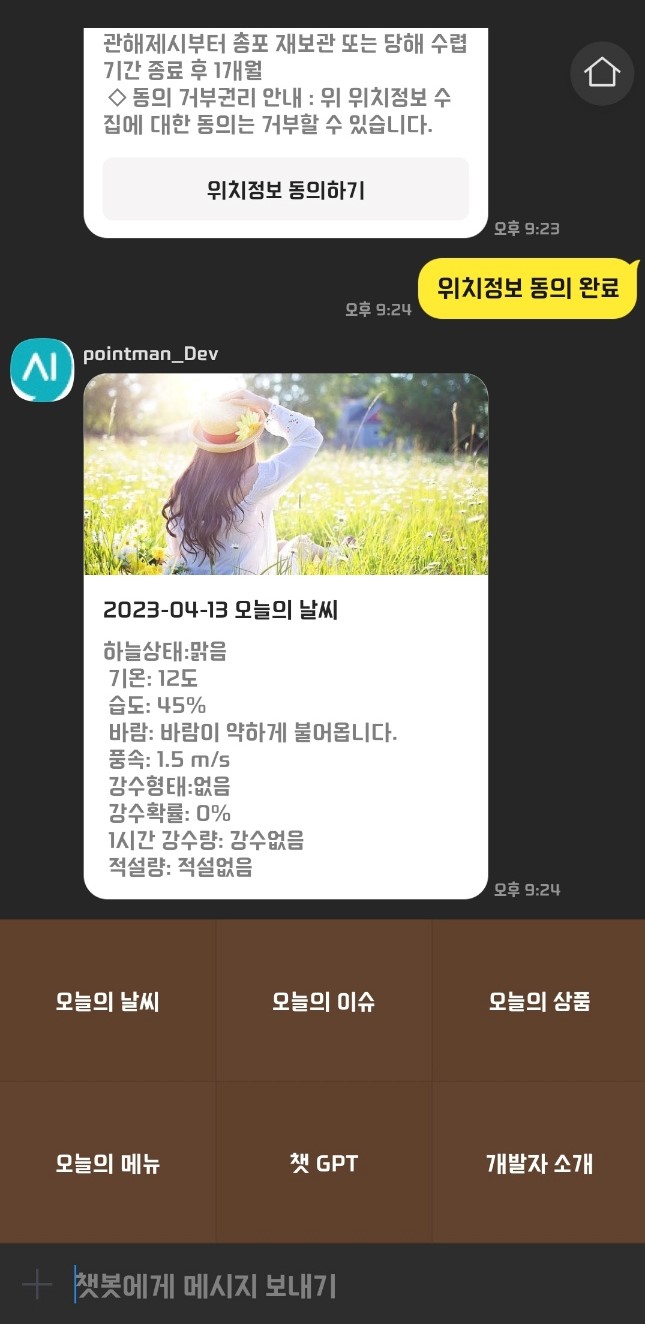 관해제시부터 총포 재보관 또는 당해 수렵
기간 종료 후 1개월
◇ 동의 거부권리 안내 : 위 위치정보 수
집에 대한 동의는 거부할 수 있습니다.
위치정보 동의하기
오후 9:23
위치정보 동의 완료
오후 9:24
AI
pointman_Dev
2023-04-13 오늘의 날씨
하늘상태:맑음
기온: 12도
습도: 45%
바람: 바람이 약하게 불어옵니다.
풍속: 1.5 m/s
강수형태:없음
강수확률: 0%
1시간 강수량: 강수없음
적설량: 적설없음
오후 9:24
오늘의 날씨
오늘의 이슈
오늘의 상품
오늘의 메뉴
챗 GPT
개발자 소개
챗봇에게 메시지 보내기